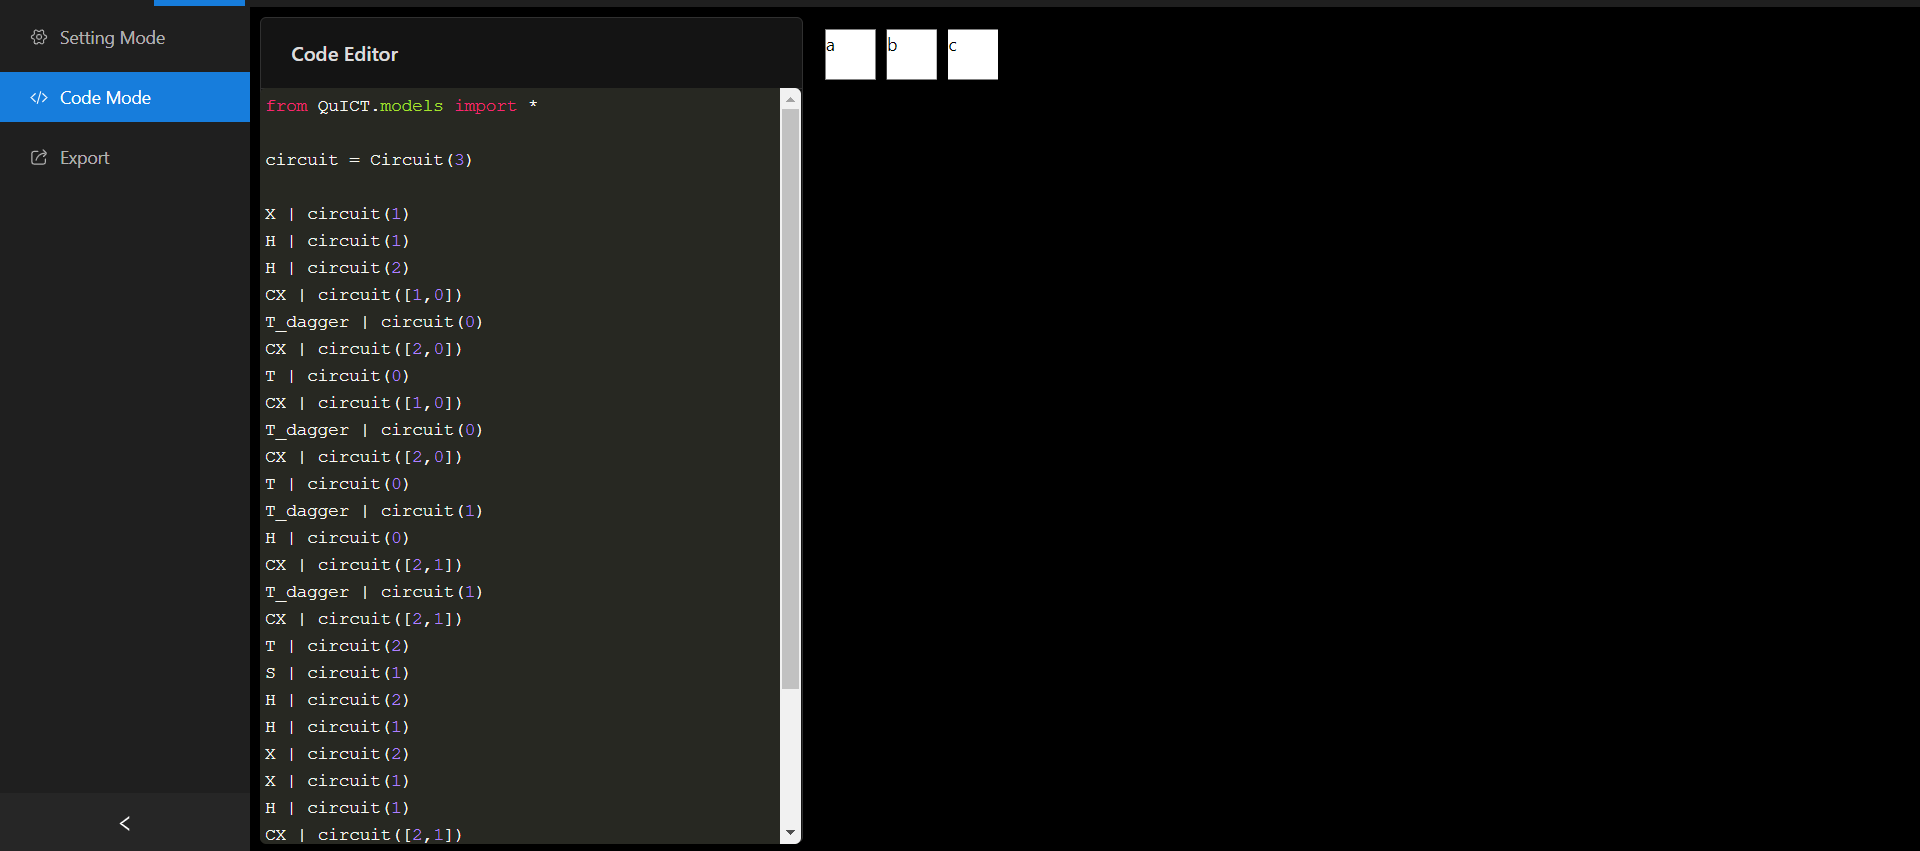 Setting Mode
Code Mode
Export
Code Editor
from QuICT.models import *
circuit = Circuit(3)
X | circuit(1)
H | circuit(1)
H | circuit(2)
CX | circuit([1,0])
T_dagger | circuit(0)
CX | circuit([2,0])
T | circuit(0)
CX | circuit([1,0])
T_dagger | circuit(0)
CX | circuit([2,0])
T | circuit(0)
T_dagger | circuit(1)
H | circuit(0)
CX | circuit([2,1])
T_dagger | circuit(1)
CX | circuit([2,1])
T | circuit(2)
S | circuit(1)
H | circuit(2)
H | circuit(1)
X | circuit(2)
X | circuit(1)
H | circuit(1)
CX | circuit([2,1])
a b c